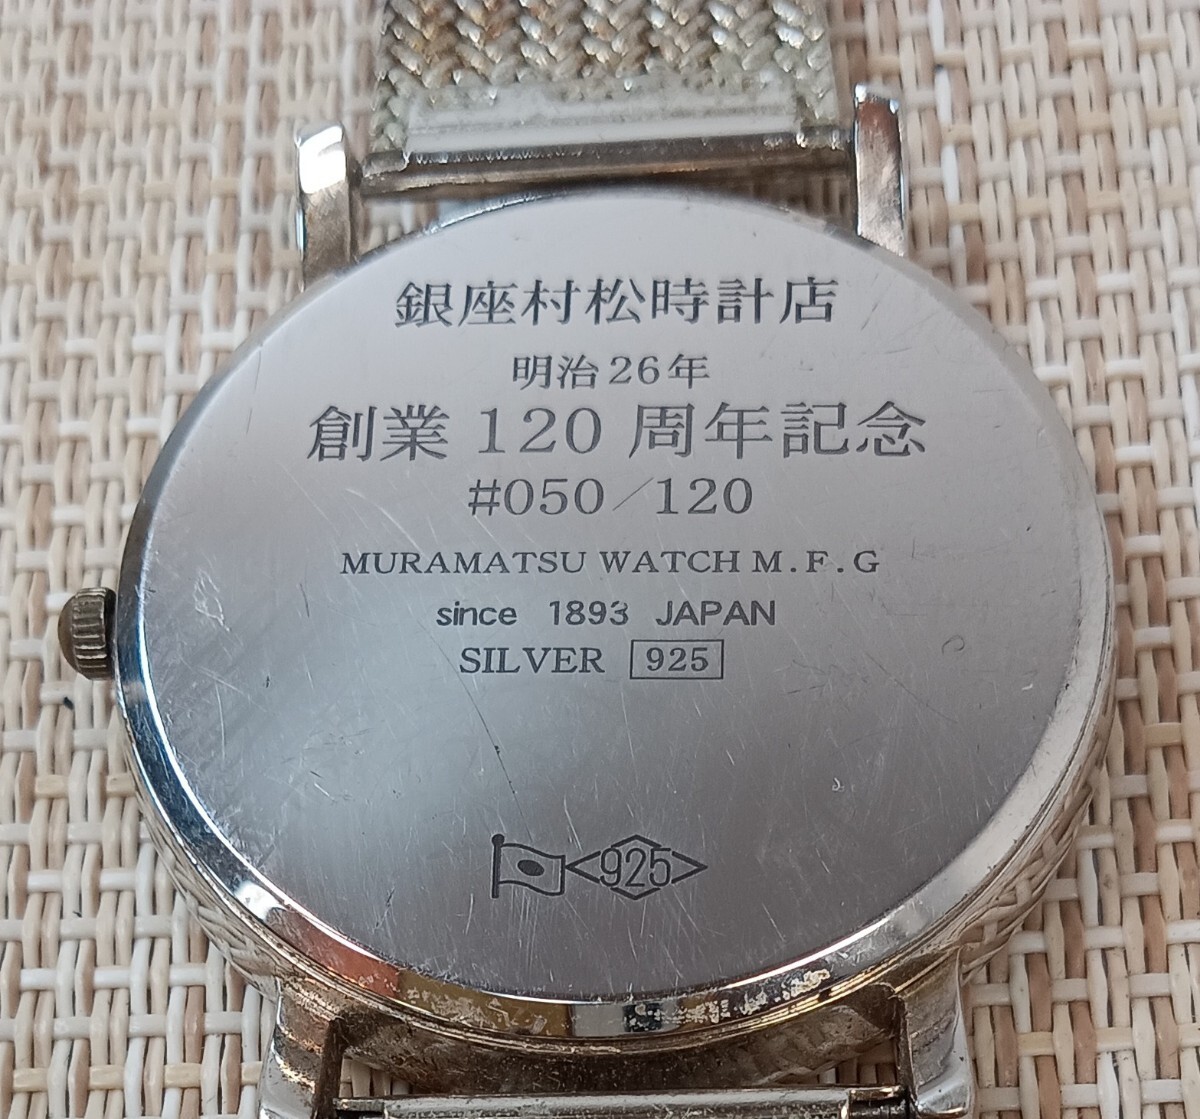 銀座村松時計店
明治26年
創業 120 周年記念
#050/120
MURAMATSU WATCH M.F.G
since 1893 JAPAN
SILVER 925
925